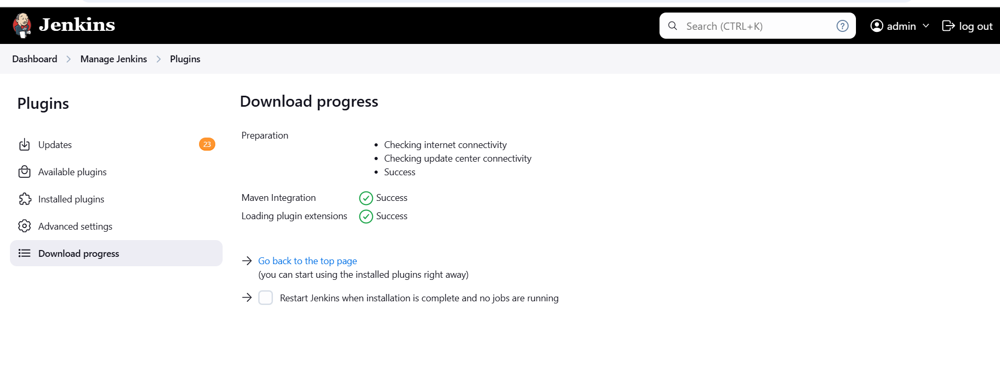 Jenkins
Search (CTRL+K)
admin
log out
Dashboard
Manage Jenkins
Plugins
Plugins
Updates
23
Available plugins
Installed plugins
Advanced settings
Download progress
Download progress
Preparation
Checking internet connectivity
Checking update center connectivity
Success
Maven Integration Success
Loading plugin extensions Success
Go back to the top page
(you can start using the installed plugins right away)
Restart Jenkins when installation is complete and no jobs are running